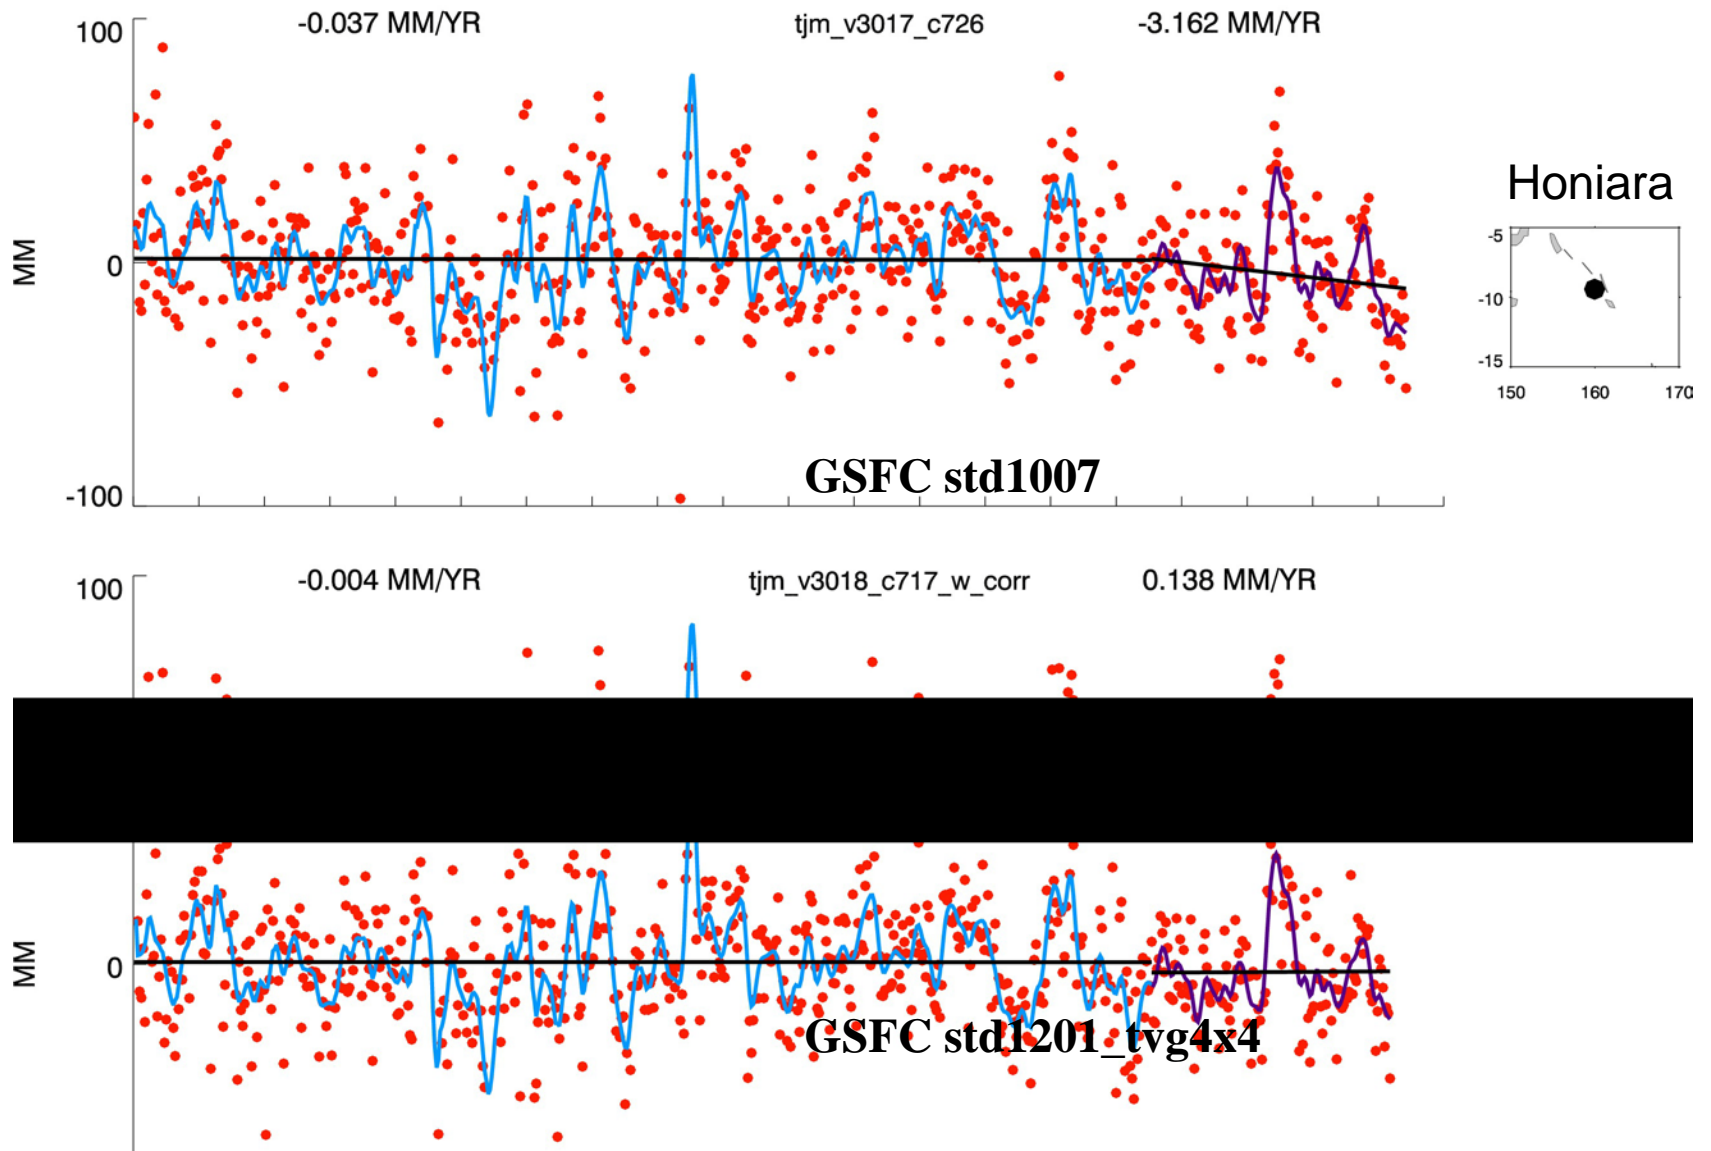 100
-0.037 MM/YR
tjm_v3017_c726
-3.162 MM/YR
MM
0
-100
GSFC std1007
Honiara
-5
-10
-15
150 160 170
100
-0.004 MM/YR
tjm_v3018_c717_w_corr
0.138 MM/YR
MM
0
GSFC std1201_tvg4x4